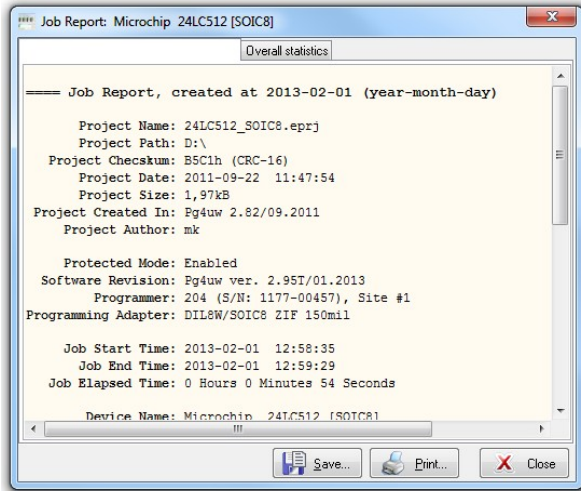 Job Report: Microchip 24LC512 [SOIC8]
Overall statistics
==== Job Report, created at 2013-02-01 (year-month-day)
Project Name: 24LC512_SOIC8.eprj
Project Path: D:\
Project Checskum: B5C1h (CRC-16)
Project Date: 2011-09-22 11:47:54
Project Size: 1,97kB
Project Created In: Pg4uw 2.82/09.2011
Project Author: mk
Protected Mode: Enabled
Software Revision: Pg4uw ver. 2.95T/01.2013
Programmer: 204 (S/N: 1177-00457), Site #1
Programming Adapter: DIL8W/SOIC8 ZIF 150mil
Job Start Time: 2013-02-01 12:58:35
Job End Time: 2013-02-01 12:59:29
Job Elapsed Time: 0 Hours 0 Minutes 54 Seconds
Device Name: Microchip 24LC512 [SOIC8]
Save... Print... Close